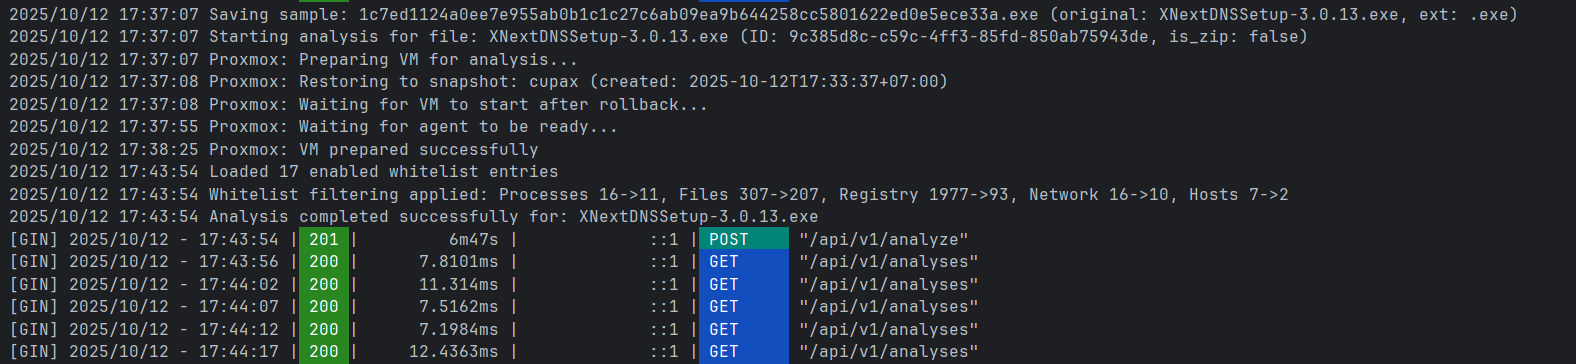 2025/10/12 17:37:07 Saving sample: 1c7ed1124a0ee7e955ab0b1c1c27c6ab09ea9b644258cc5801622ed0e5ece33a.exe (original: XNextDNSSetup-3.0.13.exe, ext: .exe)
2025/10/12 17:37:07 Starting analysis for file: XNextDNSSetup-3.0.13.exe (ID: 9c385d8c-c59c-4ff3-85fd-850ab75943de, is_zip: false)
2025/10/12 17:37:07 Proxmox: Preparing VM for analysis...
2025/10/12 17:37:08 Proxmox: Restoring to snapshot: cupax (created: 2025-10-12T17:33:37+07:00)
2025/10/12 17:37:08 Proxmox: Waiting for VM to start after rollback...
2025/10/12 17:37:55 Proxmox: Waiting for agent to be ready...
2025/10/12 17:38:25 Proxmox: VM prepared successfully
2025/10/12 17:43:54 Loaded 17 enabled whitelist entries
2025/10/12 17:43:54 Whitelist filtering applied: Processes 16->11, Files 307->207, Registry 1977->93, Network 16->10, Hosts 7->2
2025/10/12 17:43:54 Analysis completed successfully for: XNextDNSSetup-3.0.13.exe
[GIN] 2025/10/12 - 17:43:54 | 201 | 6m47s | ::1 | POST "/api/v1/analyze"
[GIN] 2025/10/12 - 17:43:56 | 200 | 7.8101ms | ::1 | GET "/api/v1/analyses"
[GIN] 2025/10/12 - 17:44:02 | 200 | 11.314ms | ::1 | GET "/api/v1/analyses"
[GIN] 2025/10/12 - 17:44:07 | 200 | 7.5162ms | ::1 | GET "/api/v1/analyses"
[GIN] 2025/10/12 - 17:44:12 | 200 | 7.1984ms | ::1 | GET "/api/v1/analyses"
[GIN] 2025/10/12 - 17:44:17 | 200 | 12.4363ms | ::1 | GET "/api/v1/analyses"